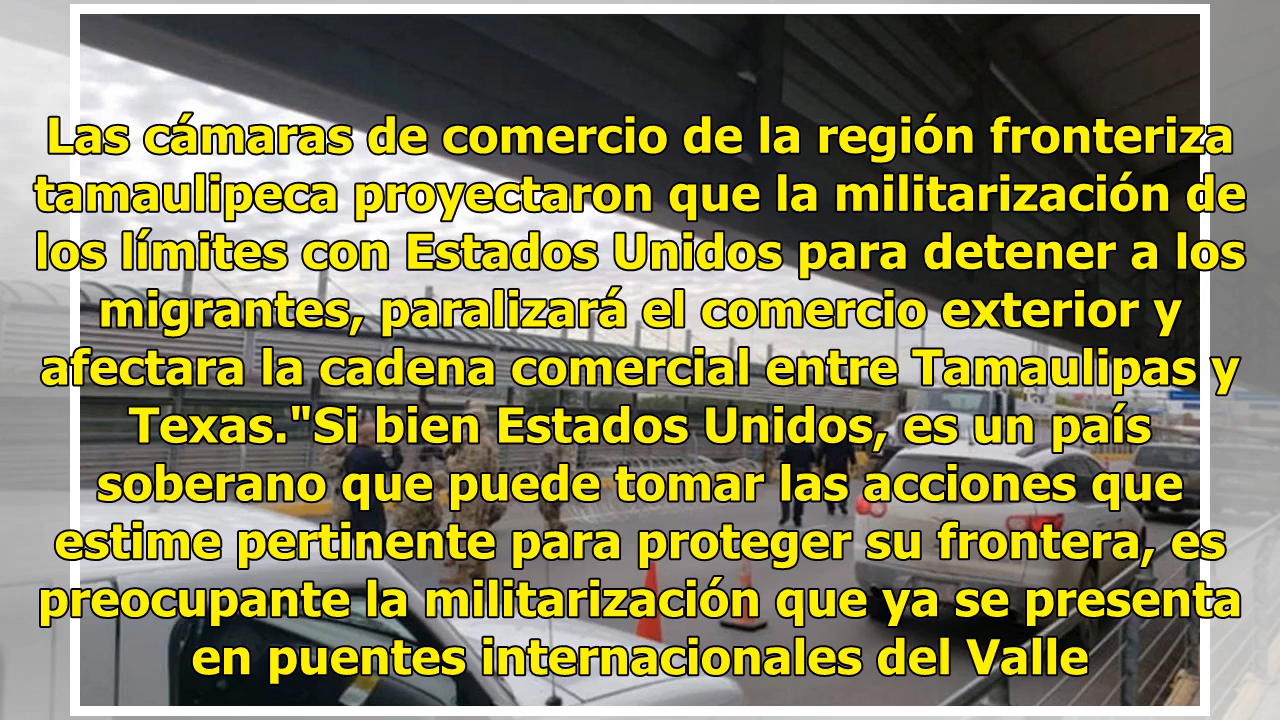 Las cámaras de comercio de la región fronteriza
tamaulipeca proyectaron que la militarización de
los límites con Estados Unidos para detener a los
migrantes, paralizará el comercio exterior y
afectara la cadena comercial entre Tamaulipas y
Texas."Si bien Estados Unidos, es un país
soberano que puede tomar las acciones que
estime pertinente para proteger su frontera, es
preocupante la militarización que ya se presenta
en puentes internacionales del Valle